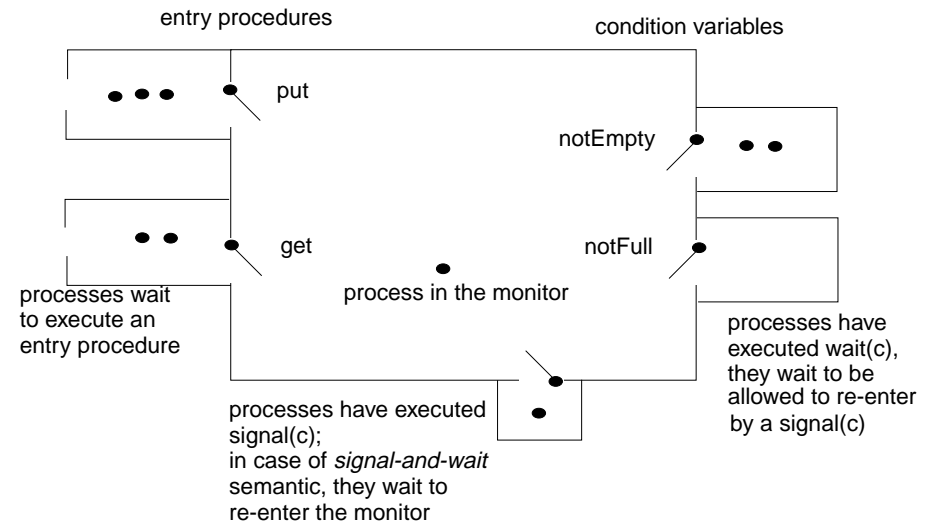 entry procedures
condition variables
put
notEmpty
get
notFull
process in the monitor
processes wait
to execute an
entry procedure
processes have
executed wait(c),
they wait to be
allowed to re-enter
by a signal(c)
processes have executed
signal(c);
in case of signal-and-wait
semantic, they wait to
re-enter the monitor